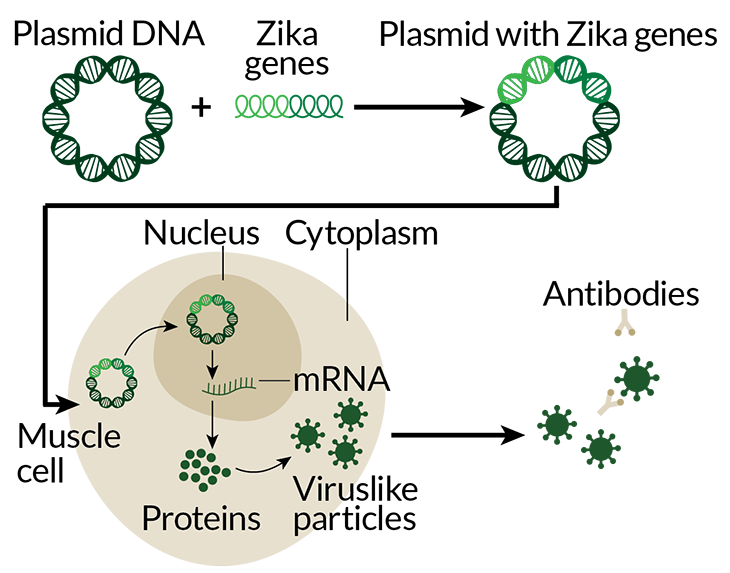 Plasmid DNA
Zika
genes
Plasmid with Zika genes
+
Nucleus
Cytoplasm
Antibodies
mRNA
Muscle
cell
Viruslike
particles
Proteins